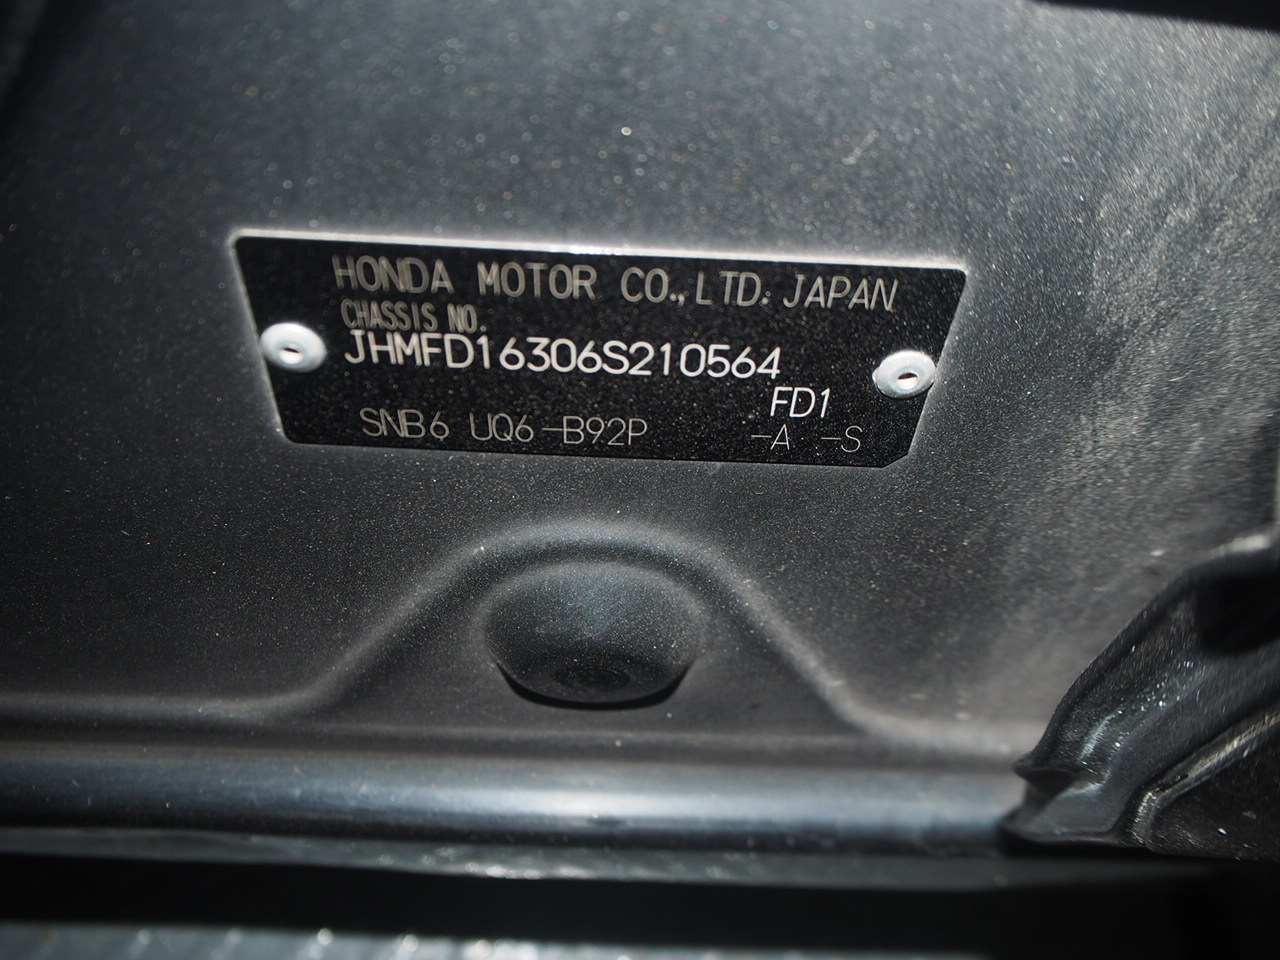 HONDA MOTOR CO., LTD. JAPAN
CHASSIS NO.
JHMFD16306S210564
FD1
SNB6 UQ6-B92P -A -S